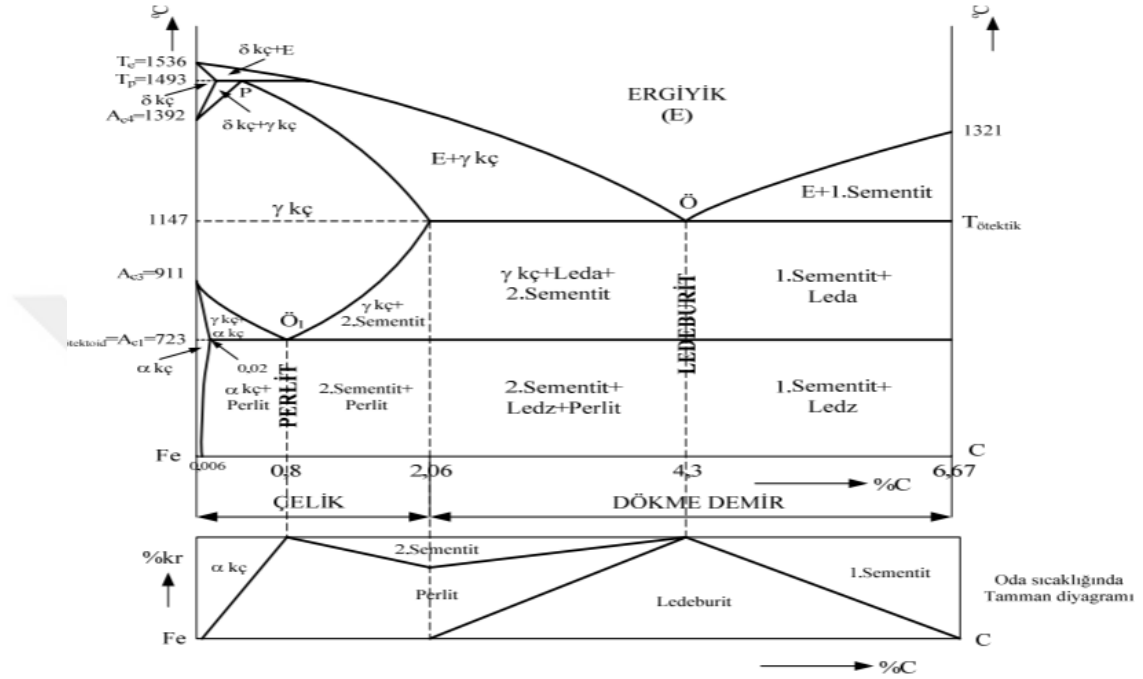 °C
°C
δ kç+E
Te=1536
Tp=1493
δ kç
P
Ac4=1392
δ kç+γ kç
ERGİYİK
(E)
1321
E+γ kç
E+1.Sementit
γ kç
Ö
1147
Tötektik
Ac3=911
γ kç+Leda+
2.Sementit
1.Sementit+
Leda
γ kç+
2.Sementit
γ kç+
α kç
Ö1
LEDEBURİT
ötektoid=Ac1=723
α kç
0,02
α kç+
Perlit
PERLİT
2.Sementit+
Perlit
2.Sementit+
Ledz+Perlit
1.Sementit+
Ledz
Fe
C
0,006
0,8
2,06
4,3
6,67
%C
ÇELİK
DÖKME DEMİR
%kr
α kç
2.Sementit
Perlit
Ledeburit
1.Sementit
Oda sıcaklığında
Tamman diyagramı
Fe
C
%C